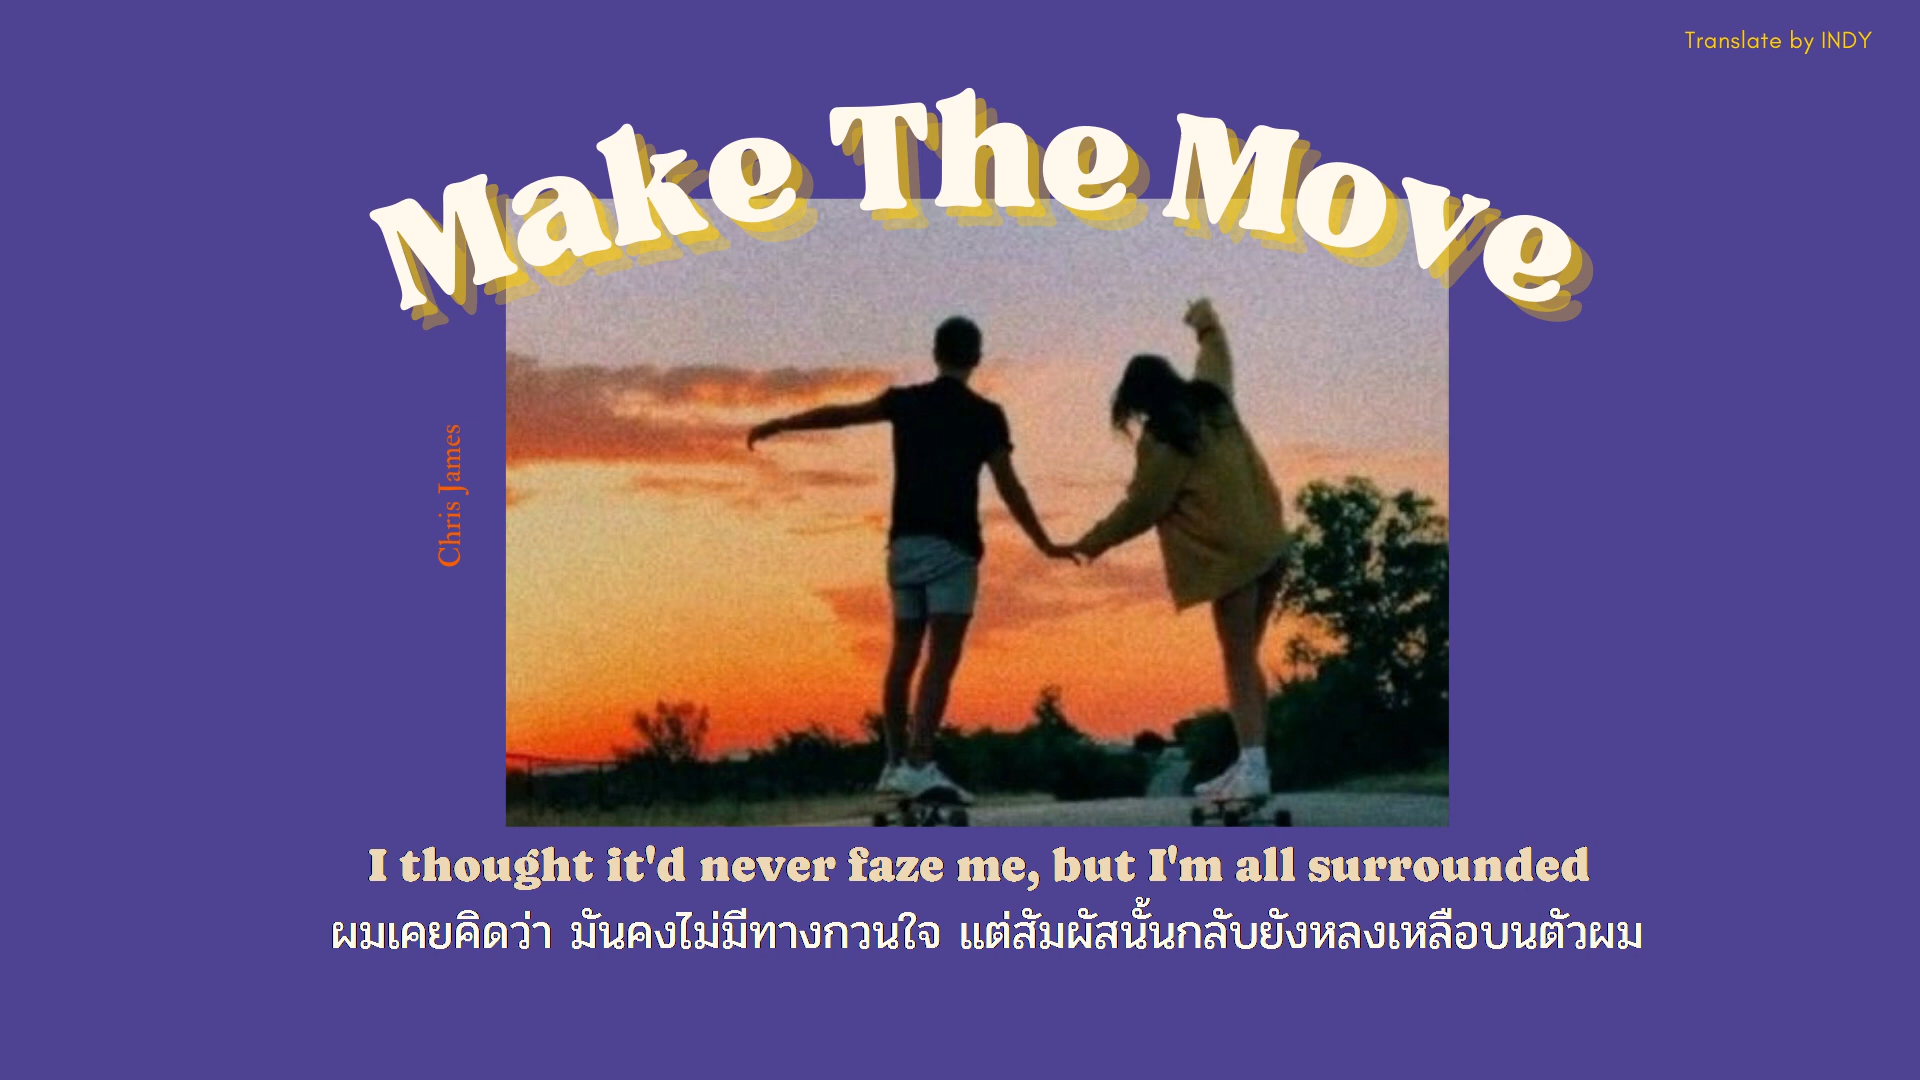 Translate by INDY
Make The Move
Chris James
I thought it'd never faze me, but I'm all surrounded
ผมเคยคิดว่า มันคงไม่มีทางกวนใจ แต่สัมผัสนั้นกลับยังหลงเหลือบนตัวผม